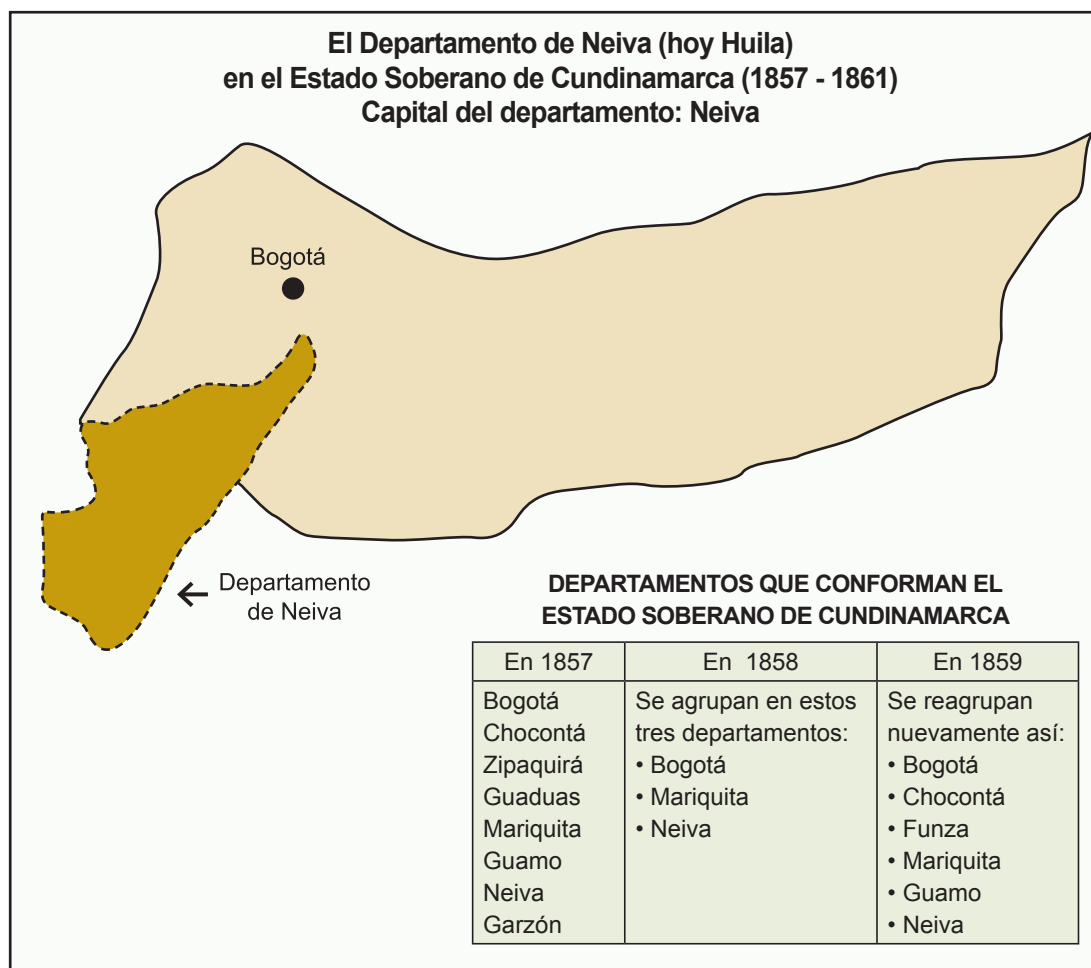 El Departamento de Neiva (hoy Huila)
en el Estado Soberano de Cundinamarca (1857 - 1861)
Capital del departamento: Neiva
Bogotá
Departamento
de Neiva
DEPARTAMENTOS QUE CONFORMAN EL
ESTADO SOBERANO DE CUNDINAMARCA
En 1857
Bogotá
Chocontá
Zipaquirá
Guaduas
Mariquita
Guamo
Neiva
Garzón
En 1858
Se agrupan en estos
tres departamentos:
• Bogotá
• Mariquita
• Neiva
En 1859
Se reagrupan
nuevamente así:
• Bogotá
• Chocontá
• Funza
• Mariquita
• Guamo
• Neiva